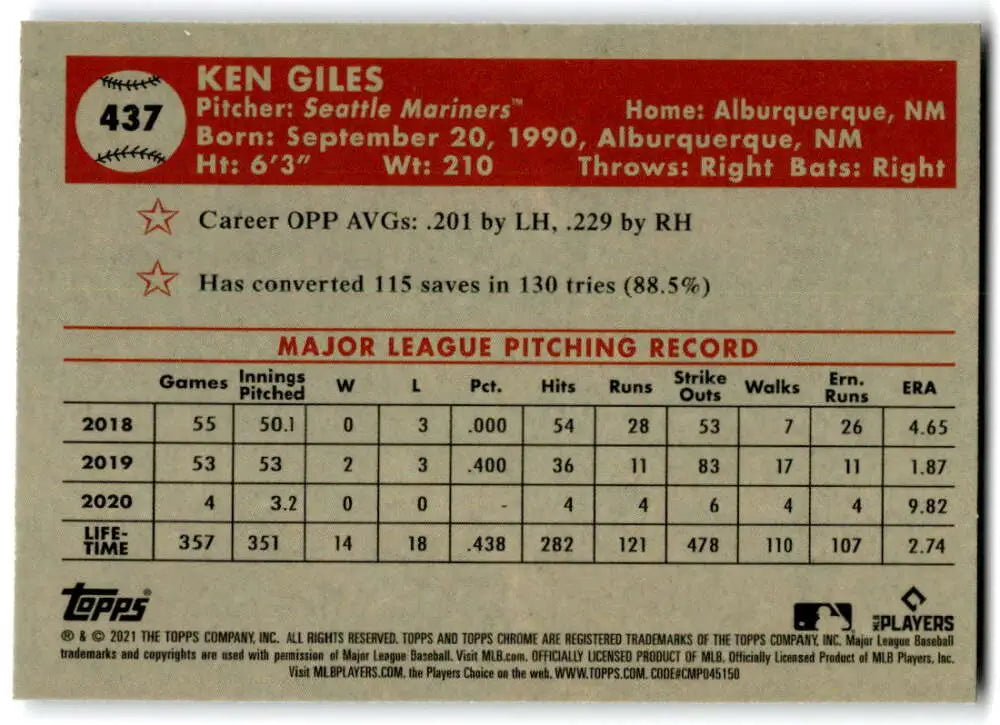 437
KEN GILES
Pitcher: Seattle Mariners™ Home: Alburquerque, NM
Born: September 20, 1990, Alburquerque, NM
Ht: 6'3" Wt: 210 Throws: Right Bats: Right
Career OPP AVGs: .201 by LH, .229 by RH
Has converted 115 saves in 130 tries (88.5%)
MAJOR LEAGUE PITCHING RECORD
Games Innings Pitched W L Pct. Hits Runs Strike Outs Walks Ern. Runs ERA
2018 55 50.1 0 3 .000 54 28 53 7 26 4.65
2019 53 53 2 3 .400 36 11 83 17 11 1.87
2020 4 3.2 0 0 - 4 4 6 4 4 9.82
LIFE-TIME 357 351 14 18 .438 282 121 478 110 107 2.74
Topps® MLB PLAYERS
® & © 2021 THE TOPPS COMPANY, INC. ALL RIGHTS RESERVED. TOPPS AND TOPPS CHROME ARE REGISTERED TRADEMARKS OF THE TOPPS COMPANY, INC. Major League Baseball
trademarks and copyrights are used with permission of Major League Baseball. Visit MLB.com. OFFICIALLY LICENSED PRODUCT OF MLB. Officially Licensed Product of MLB Players, Inc.
Visit MLBPLAYERS.COM, the Players Choice on the web. WWW.TOPPS.COM. CODE#CMP045150